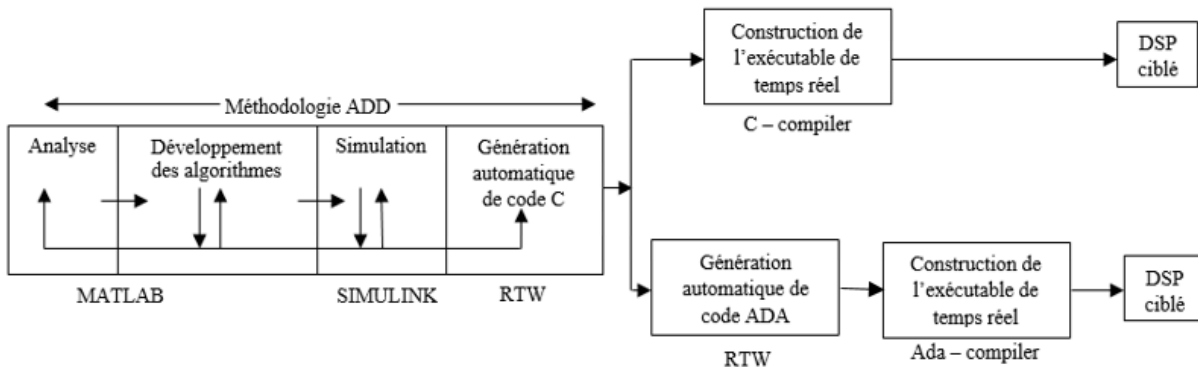 Méthodologie ADD
Analyse
Développement
des algorithmes
Simulation
Génération
automatique
de code C
MATLAB
SIMULINK
RTW
Construction de
l'exécutable de
temps réel
C – compiler
DSP
ciblé
Génération
automatique de
code ADA
RTW
Construction de
l'exécutable de
temps réel
Ada – compiler
DSP
ciblé